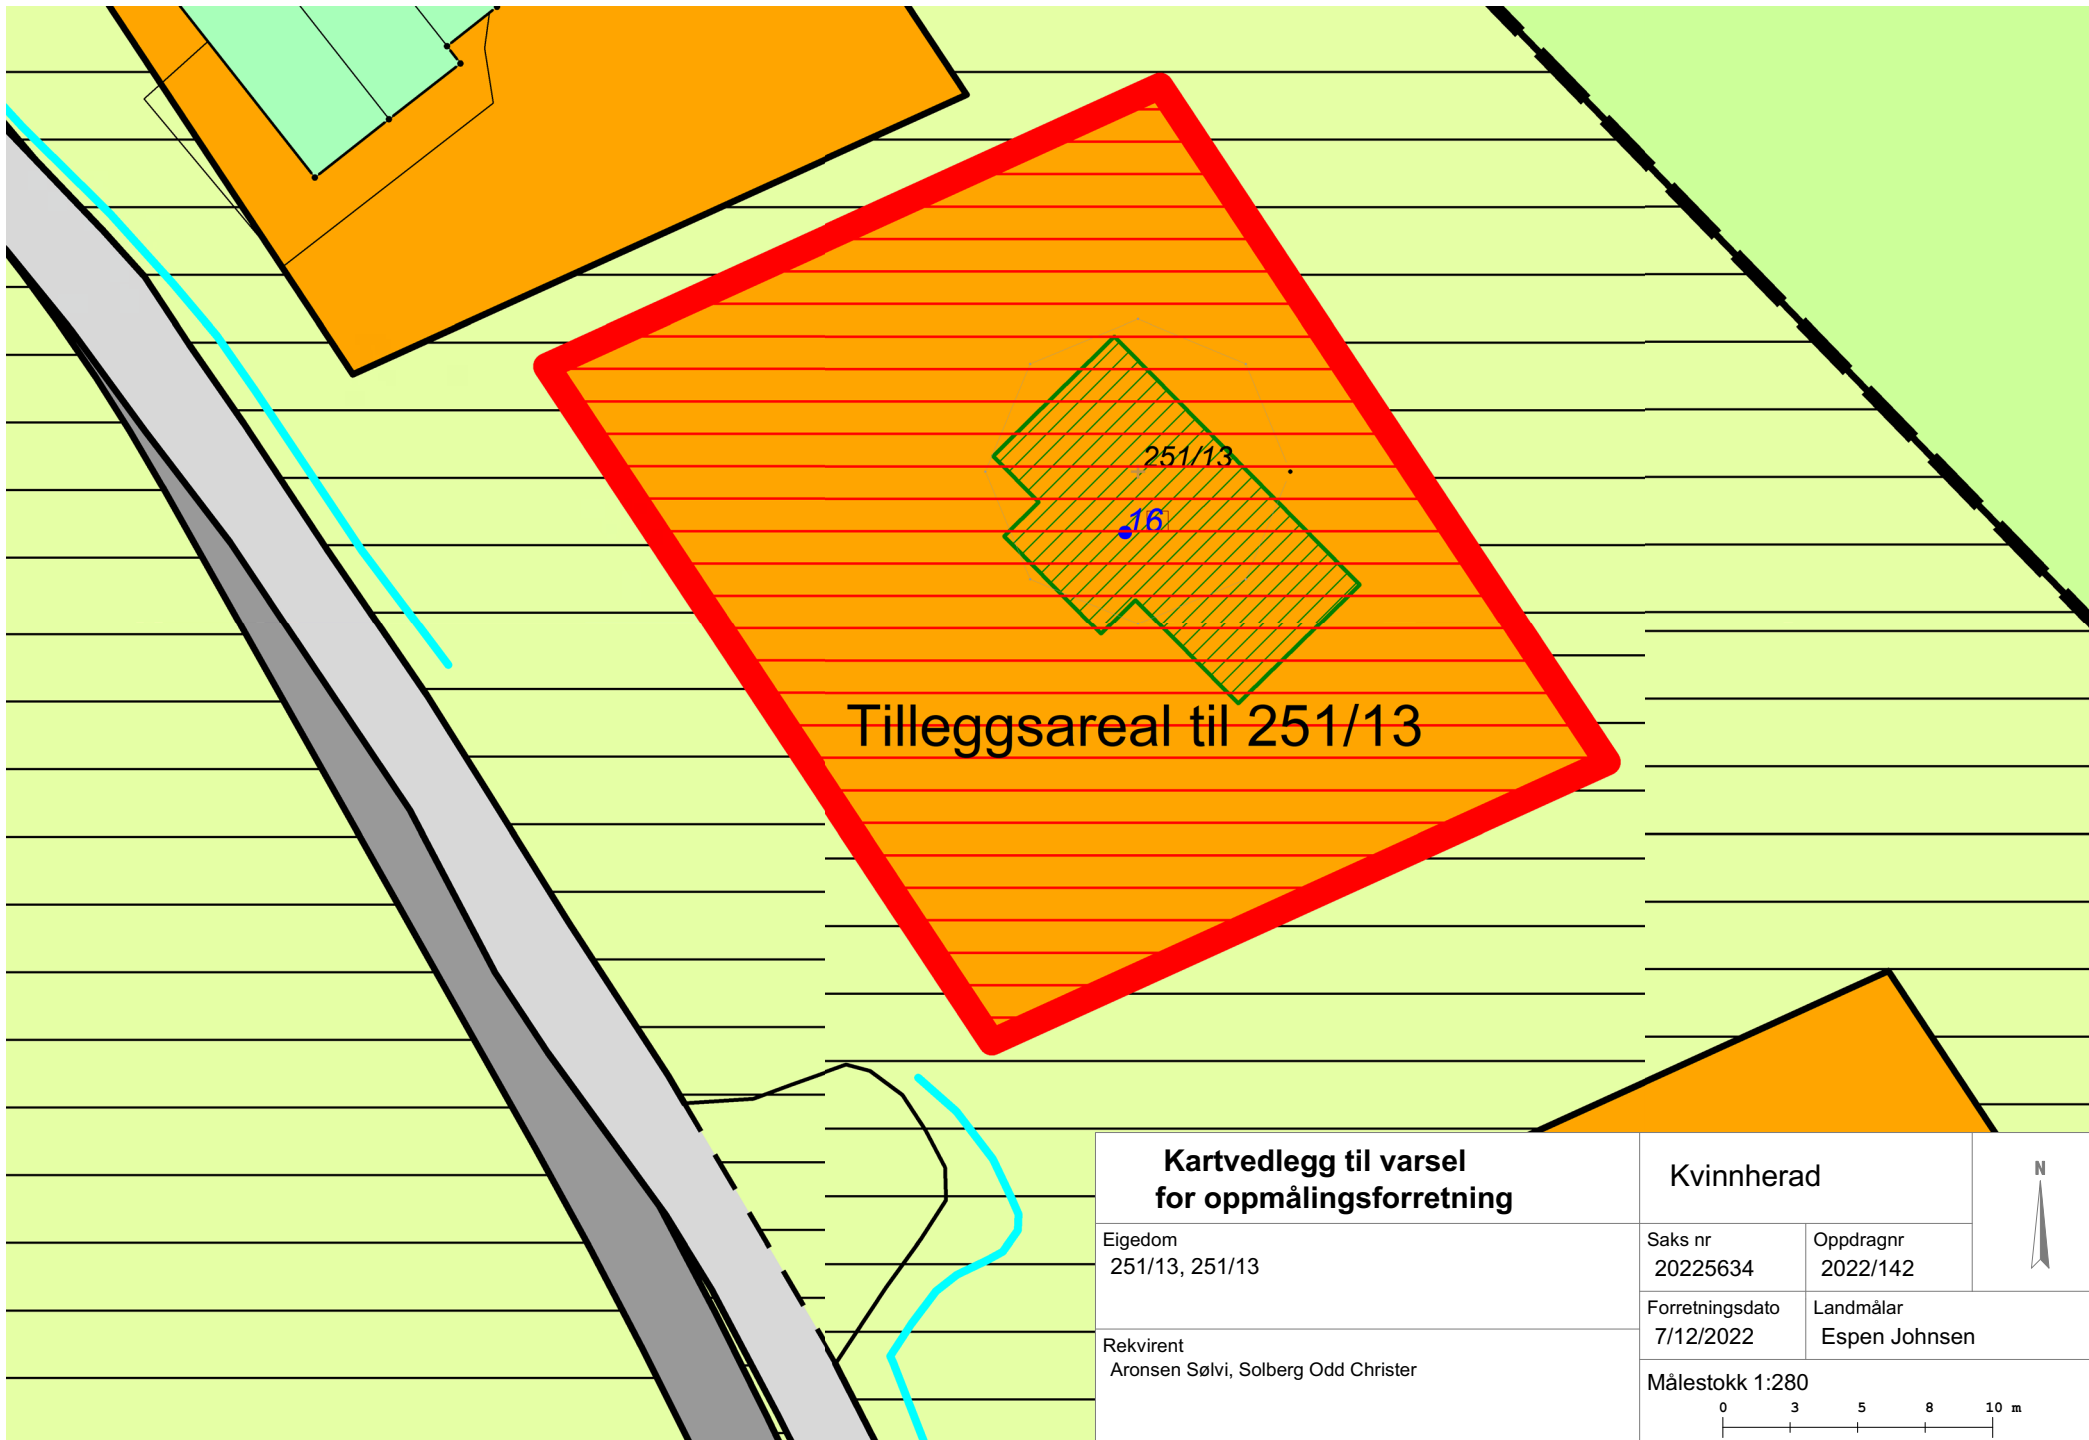 251/13
16
Tilleggsareal til 251/13
Kartvedlegg til varsel
for oppmålingsforretning
Kvinnherad
N
Eigedom
251/13, 251/13
Saks nr
20225634
Oppdragnr
2022/142
Forretningsdato
7/12/2022
Landmålar
Espen Johnsen
Rekvirent
Aronsen Sølvi, Solberg Odd Christer
Målestokk 1:280
0 3 5 8 10 m